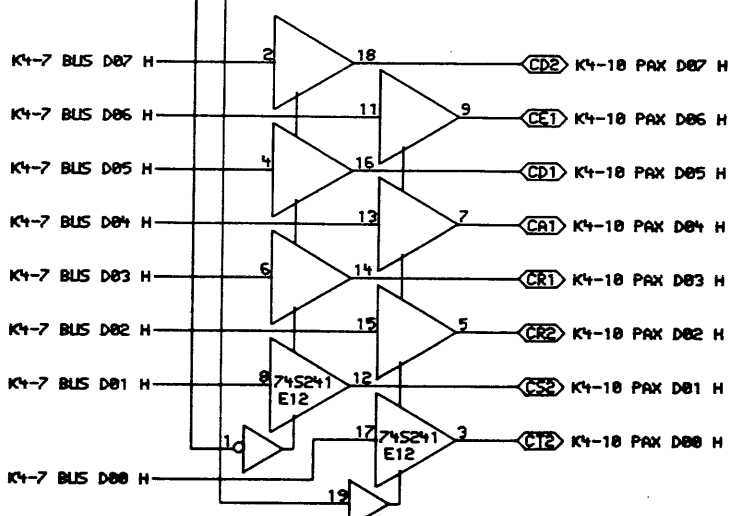 K4-7 BUS D07 H 2 18 CD2 K4-10 PAX D07 H
K4-7 BUS D06 H 11 9 CE1 K4-10 PAX D06 H
K4-7 BUS D05 H 4 16 CD1 K4-10 PAX D05 H
K4-7 BUS D04 H 13 7 CA1 K4-10 PAX D04 H
K4-7 BUS D03 H 6 14 CR1 K4-10 PAX D03 H
K4-7 BUS D02 H 15 5 CR2 K4-10 PAX D02 H
K4-7 BUS D01 H 8 74S241 12 CS2 K4-10 PAX D01 H
E12
1 17 74S241 3 CT2 K4-10 PAX D00 H
E12
K4-7 BUS D00 H
19